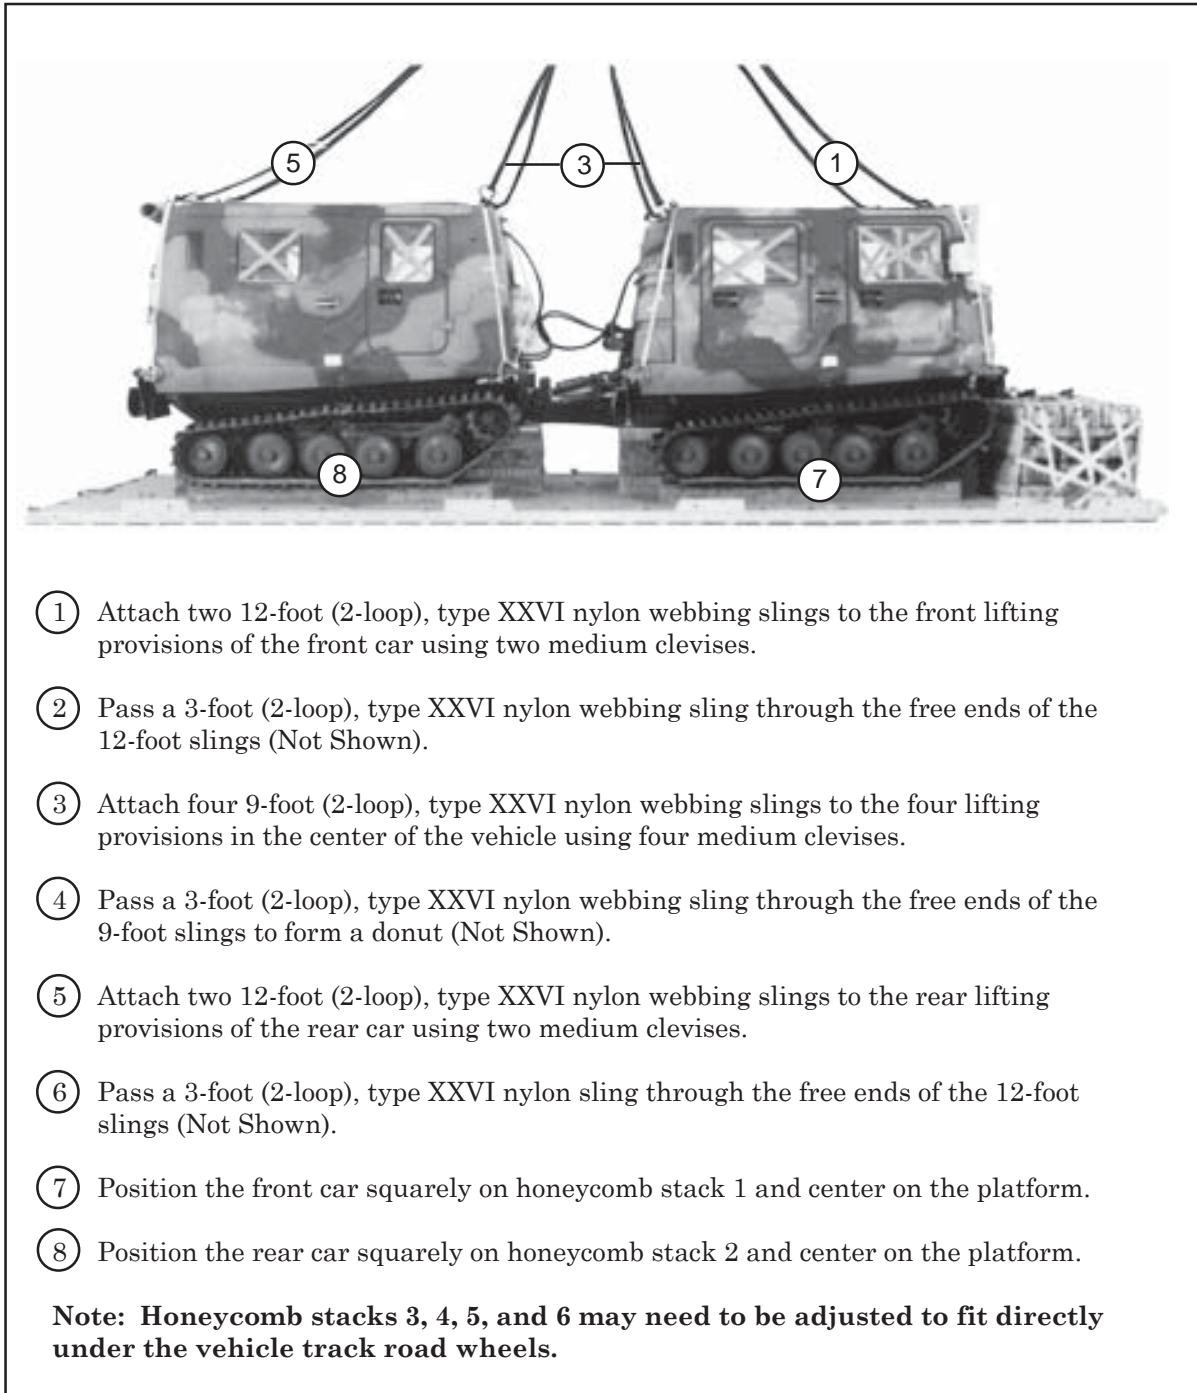 5
3
1
8
7
1 Attach two 12-foot (2-loop), type XXVI nylon webbing slings to the front lifting
provisions of the front car using two medium clevises.
2 Pass a 3-foot (2-loop), type XXVI nylon webbing sling through the free ends of the
12-foot slings (Not Shown).
3 Attach four 9-foot (2-loop), type XXVI nylon webbing slings to the four lifting
provisions in the center of the vehicle using four medium clevises.
4 Pass a 3-foot (2-loop), type XXVI nylon webbing sling through the free ends of the
9-foot slings to form a donut (Not Shown).
5 Attach two 12-foot (2-loop), type XXVI nylon webbing slings to the rear lifting
provisions of the rear car using two medium clevises.
6 Pass a 3-foot (2-loop), type XXVI nylon sling through the free ends of the 12-foot
slings (Not Shown).
7 Position the front car squarely on honeycomb stack 1 and center on the platform.
8 Position the rear car squarely on honeycomb stack 2 and center on the platform.
Note: Honeycomb stacks 3, 4, 5, and 6 may need to be adjusted to fit directly
under the vehicle track road wheels.